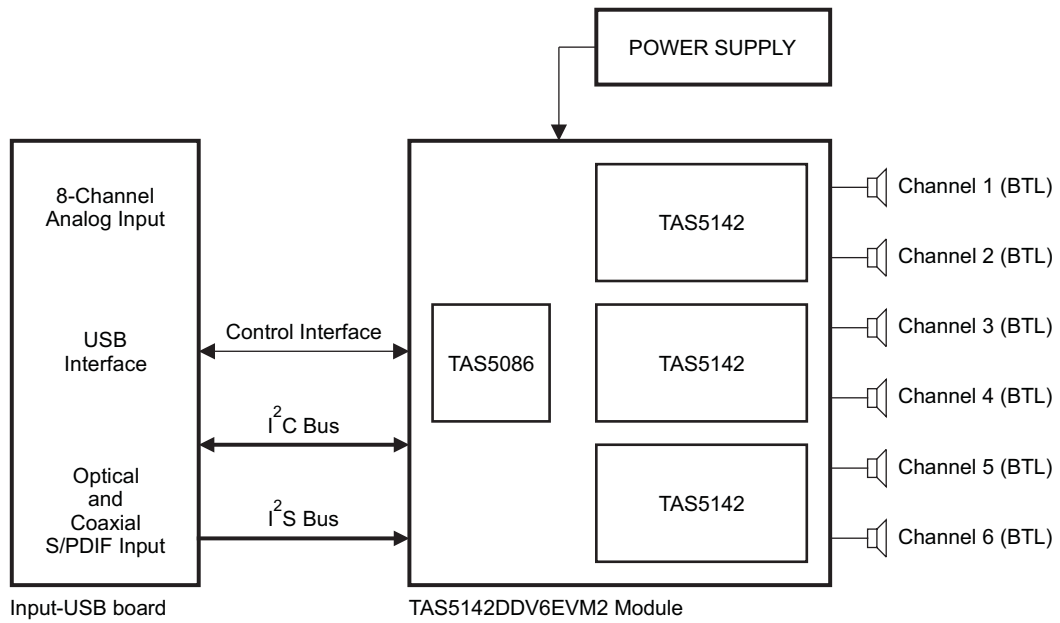 POWER SUPPLY
8-Channel
Analog Input
USB
Interface
Optical
and
Coaxial
S/PDIF Input
Input-USB board
Control Interface
I2C Bus
I2S Bus
TAS5086
TAS5142
TAS5142
TAS5142
TAS5142DDV6EVM2 Module
Channel 1 (BTL)
Channel 2 (BTL)
Channel 3 (BTL)
Channel 4 (BTL)
Channel 5 (BTL)
Channel 6 (BTL)